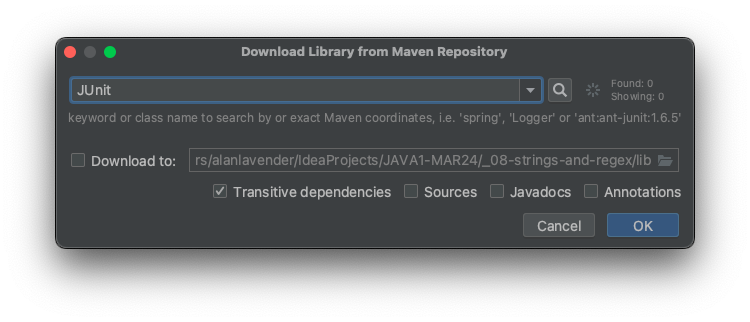 Download Library from Maven Repository
JUnit
Found: 0
Showing: 0
keyword or class name to search by or exact Maven coordinates, i.e. 'spring', 'Logger' or 'ant:ant-junit:1.6.5'
Download to: rs/alanlavender/IdeaProjects/JAVA1-MAR24/_08-strings-and-regex/lib
Transitive dependencies Sources Javadocs Annotations
Cancel OK